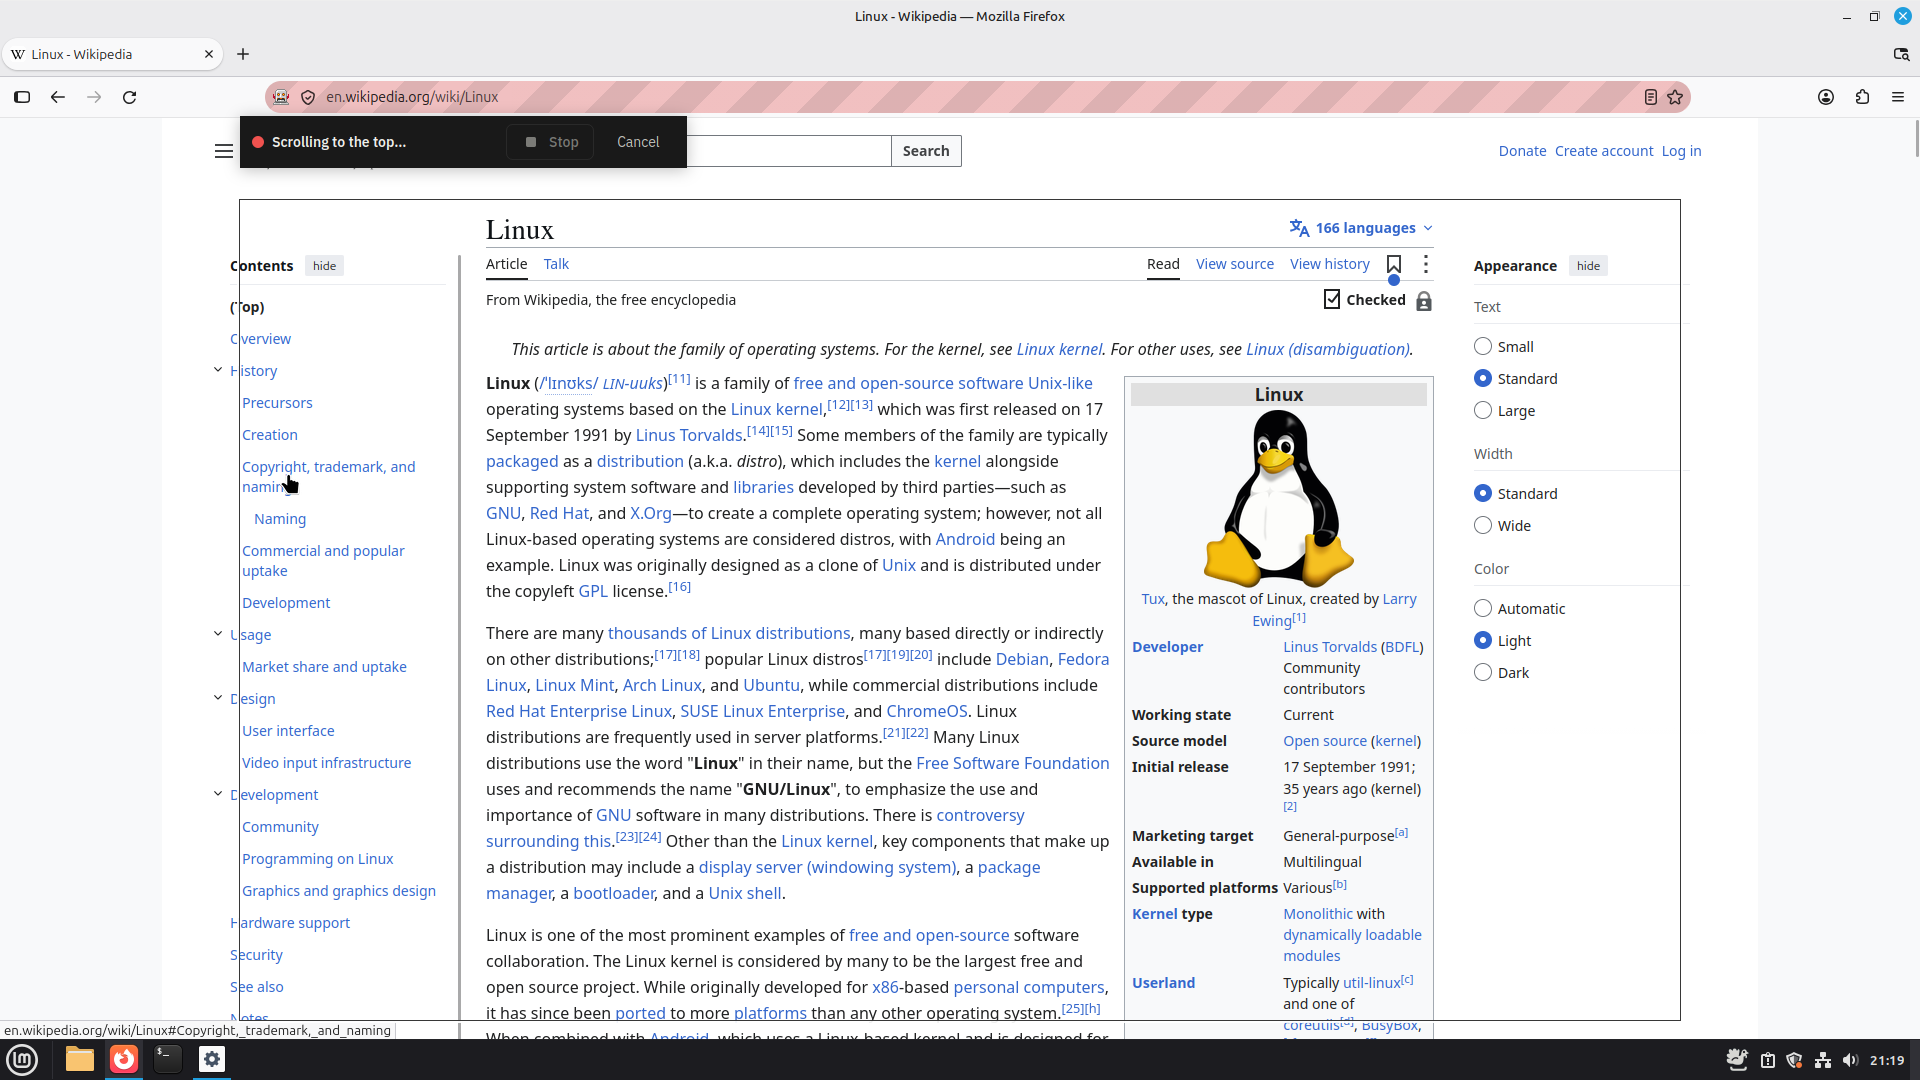 Linux - Wikipedia — Mozilla Firefox
Linux - Wikipedia
en.wikipedia.org/wiki/Linux
Scrolling to the top...
Stop
Cancel
Search
Donate
Create account
Log in
Contents
hide
(Top)
Overview
History
Precursors
Creation
Copyright, trademark, and
naming
Naming
Commercial and popular
uptake
Development
Usage
Market share and uptake
Design
User interface
Video input infrastructure
Development
Community
Programming on Linux
Graphics and graphics design
Hardware support
Security
See also
Notes
Linux
166 languages
Article
Talk
Read
View source
View history
From Wikipedia, the free encyclopedia
Checked
This article is about the family of operating systems. For the kernel, see Linux kernel. For other uses, see Linux (disambiguation).
Linux (/ˈlɪnʊks/ LIN-uuks)[11] is a family of free and open-source software Unix-like
operating systems based on the Linux kernel,[12][13] which was first released on 17
September 1991 by Linus Torvalds.[14][15] Some members of the family are typically
packaged as a distribution (a.k.a. distro), which includes the kernel alongside
supporting system software and libraries developed by third parties—such as
GNU, Red Hat, and X.Org—to create a complete operating system; however, not all
Linux-based operating systems are considered distros, with Android being an
example. Linux was originally designed as a clone of Unix and is distributed under
the copyleft GPL license.[16]
There are many thousands of Linux distributions, many based directly or indirectly
on other distributions;[17][18] popular Linux distros[17][19][20] include Debian, Fedora
Linux, Linux Mint, Arch Linux, and Ubuntu, while commercial distributions include
Red Hat Enterprise Linux, SUSE Linux Enterprise, and ChromeOS. Linux
distributions are frequently used in server platforms.[21][22] Many Linux
distributions use the word "Linux" in their name, but the Free Software Foundation
uses and recommends the name "GNU/Linux", to emphasize the use and
importance of GNU software in many distributions. There is controversy
surrounding this.[23][24] Other than the Linux kernel, key components that make up
a distribution may include a display server (windowing system), a package
manager, a bootloader, and a Unix shell.
Linux is one of the most prominent examples of free and open-source software
collaboration. The Linux kernel is considered by many to be the largest free and
open source project. While originally developed for x86-based personal computers,
it has since been ported to more platforms than any other operating system.[25][h]
When combined with Android, which uses a Linux-based kernel and is designed for
Linux
Tux, the mascot of Linux, created by Larry
Ewing[1]
Developer
Linus Torvalds (BDFL)
Community
contributors
Working state
Current
Source model
Open source (kernel)
Initial release
17 September 1991;
35 years ago (kernel)
[2]
Marketing target
General-purpose[a]
Available in
Multilingual
Supported platforms
Various[b]
Kernel type
Monolithic with
dynamically loadable
modules
Userland
Typically util-linux[c]
and one of
coreutils[d], BusyBox,
Appearance
hide
Text
Small
Standard
Large
Width
Standard
Wide
Color
Automatic
Light
Dark
en.wikipedia.org/wiki/Linux#Copyright,_trademark,_and_naming
21:19